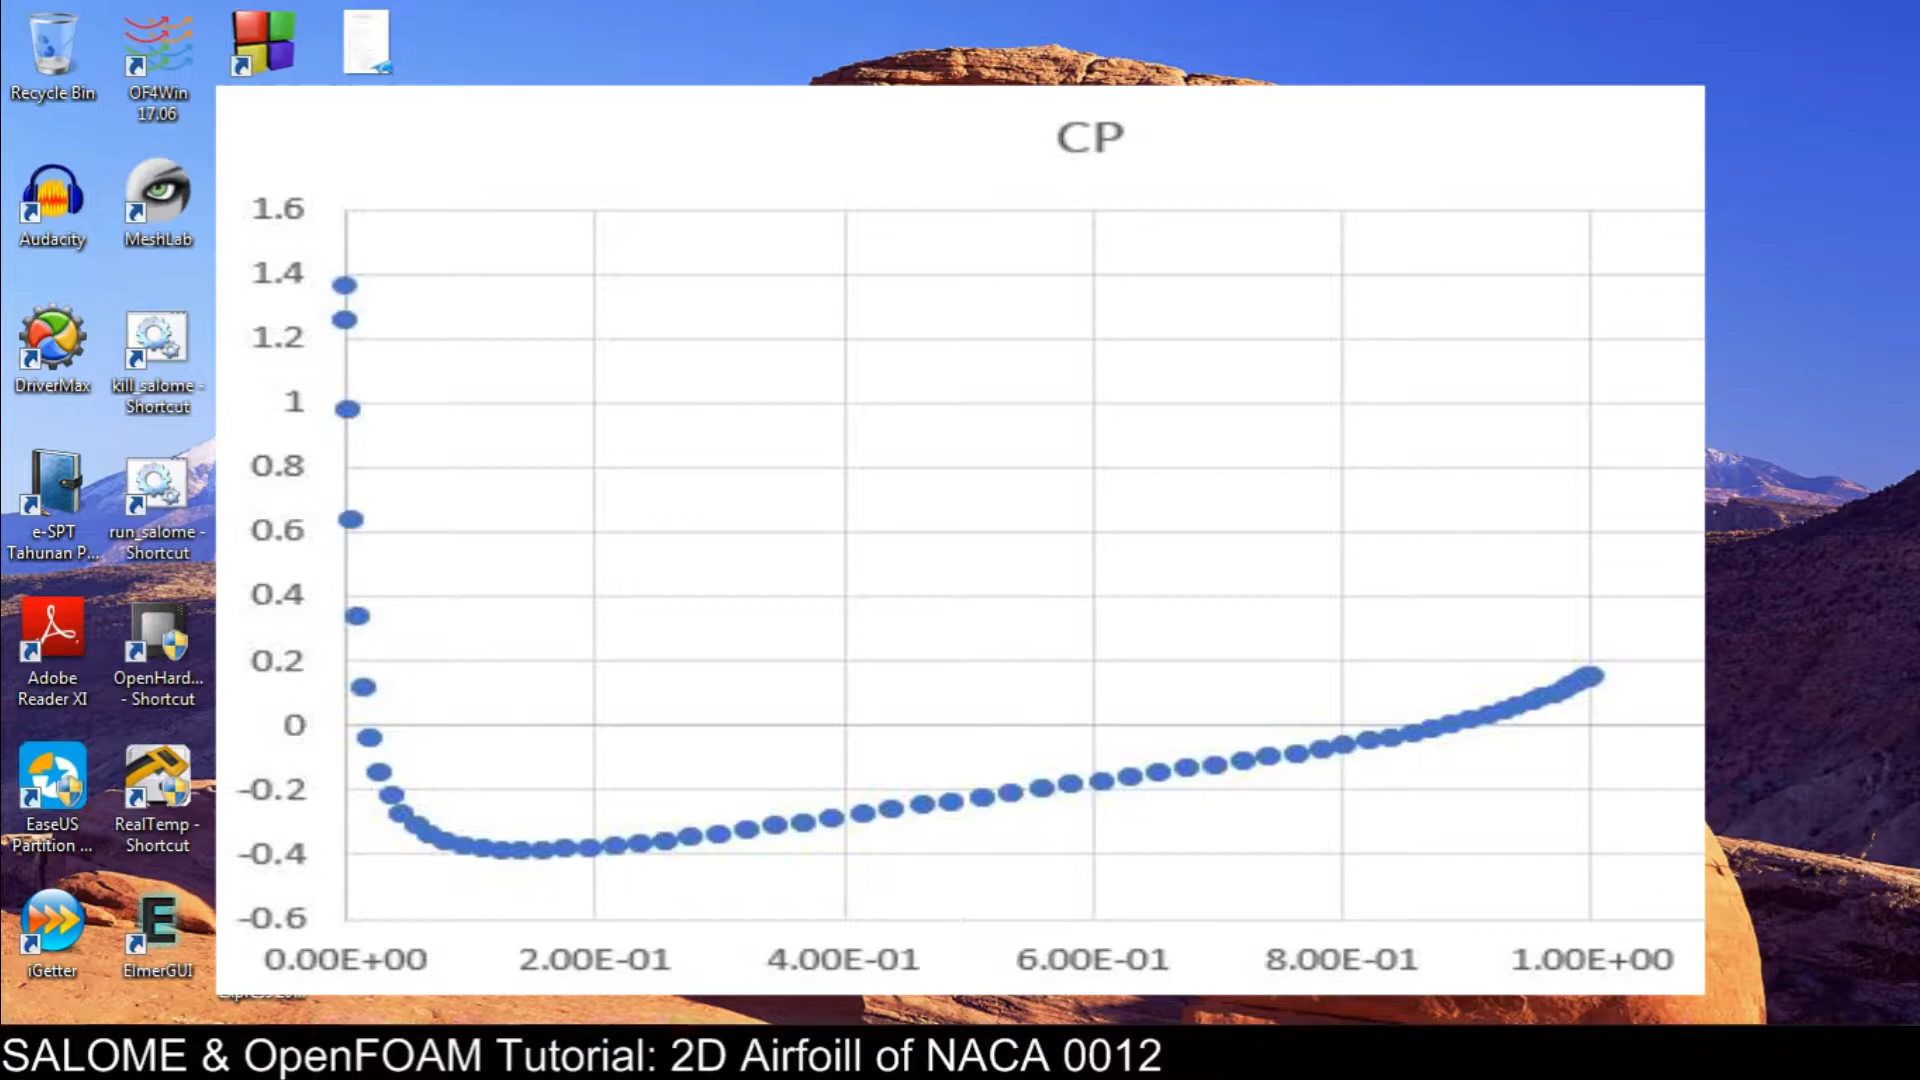 Recycle Bin
OF4Win
17.06
Audacity
MeshLab
DriverMax
kill_salome -
Shortcut
e-SPT
Tahunan P...
run_salome -
Shortcut
Adobe
Reader XI
OpenHard...
- Shortcut
EaseUS
Partition ...
RealTemp -
Shortcut
iGetter
ElmerGUI
CP
1.6
1.4
1.2
1
0.8
0.6
0.4
0.2
0
-0.2
-0.4
-0.6
0.00E+00 2.00E-01 4.00E-01 6.00E-01 8.00E-01 1.00E+00
SALOME & OpenFOAM Tutorial: 2D Airfoill of NACA 0012